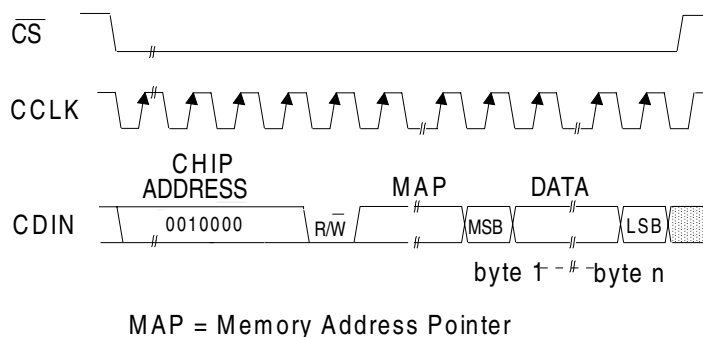 CS
CCLK
CHIP
ADDRESS
MAP
DATA
CDIN
0010000
R/W
MSB
LSB
byte 1
byte n
MAP = Memory Address Pointer